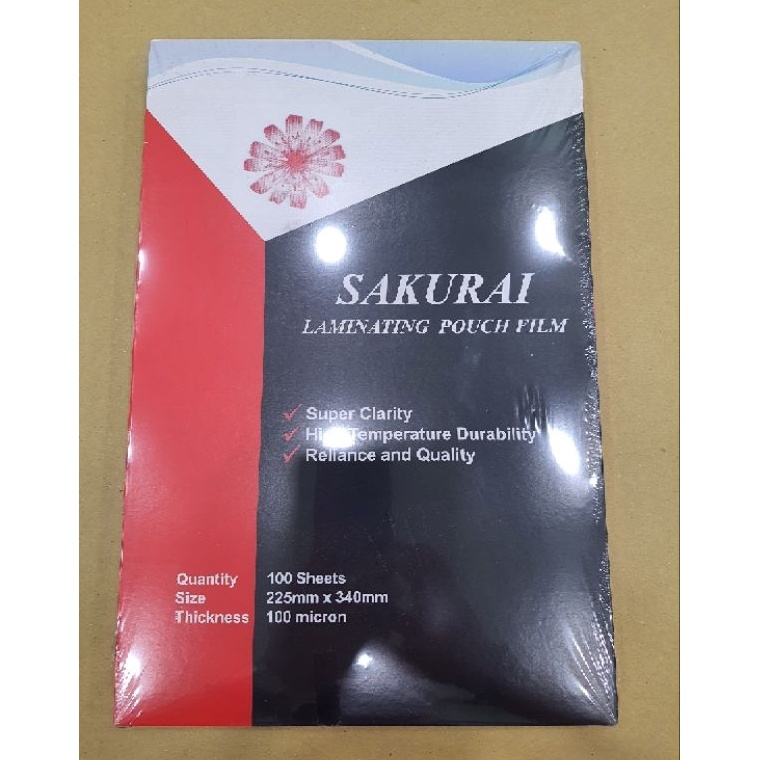 SAKURAI
LAMINATING POUCH FILM
Super Clarity
High Temperature Durability
Reliance and Quality
Quantity 100 Sheets
Size 225mm x 340mm
Thickness 100 micron